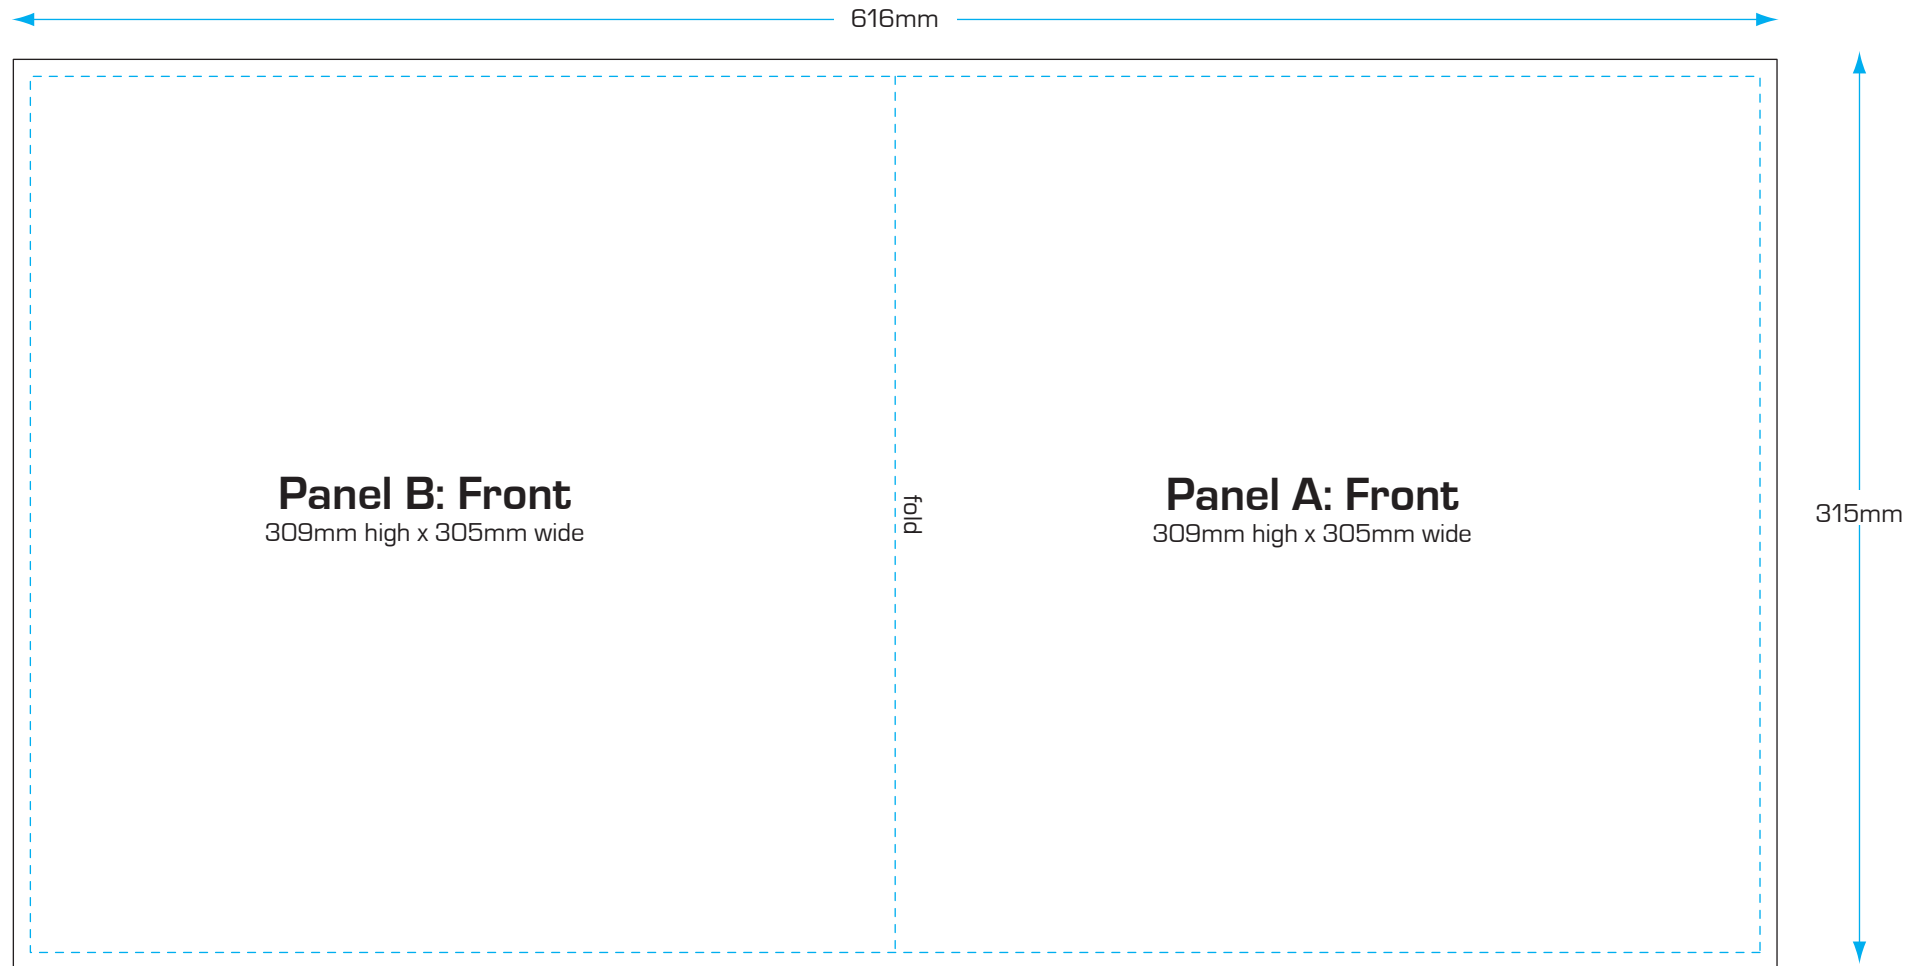 616mm
Panel B: Front
309mm high x 305mm wide
fold
Panel A: Front
309mm high x 305mm wide
315mm